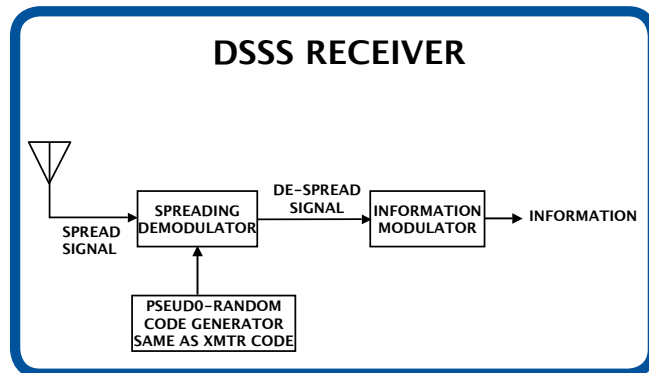 DSSS RECEIVER
DE-SPREAD
SIGNAL
SPREAD
SIGNAL
SPREADING
DEMODULATOR
INFORMATION
MODULATOR
INFORMATION
PSEUD0-RANDOM
CODE GENERATOR
SAME AS XMTR CODE